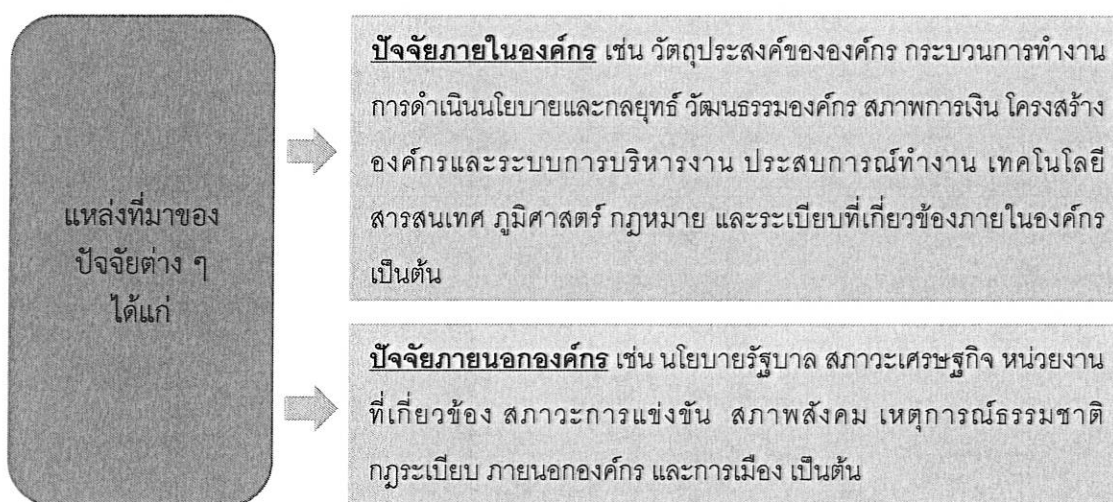 แหล่งที่มาของ
ปัจจัยต่าง ๆ
ได้แก่
ปัจจัยภายในองค์กร เช่น วัตถุประสงค์ขององค์กร กระบวนการทำงาน
การดำเนินนโยบายและกลยุทธ์ วัฒนธรรมองค์กร สภาพการเงิน โครงสร้าง
องค์กรและระบบการบริหารงาน ประสบการณ์ทำงาน เทคโนโลยี
สารสนเทศ ภูมิศาสตร์ กฎหมาย และระเบียบที่เกี่ยวข้องภายในองค์กร
เป็นต้น
ปัจจัยภายนอกองค์กร เช่น นโยบายรัฐบาล สภาวะเศรษฐกิจ หน่วยงาน
ที่เกี่ยวข้อง สภาวะการแข่งขัน สภาพสังคม เหตุการณ์ธรรมชาติ
กฎระเบียบ ภายนอกองค์กร และการเมือง เป็นต้น